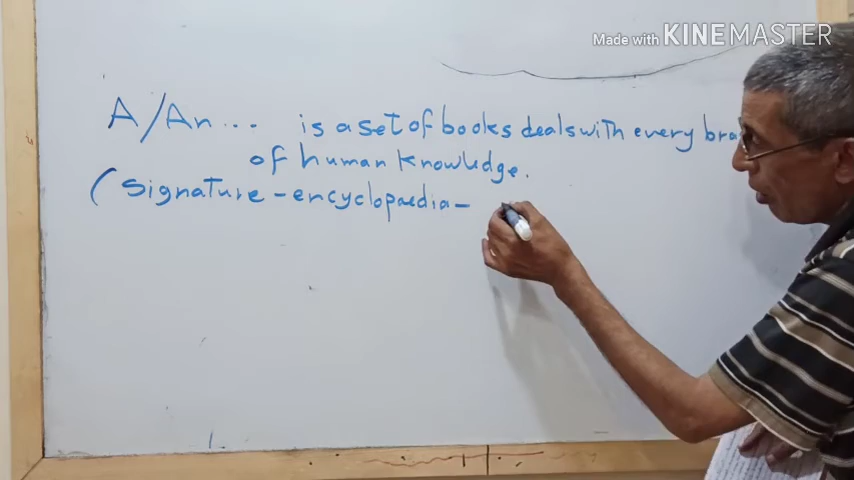 Made with KINEMASTER
A/An... is a set of books deals with every bra
of human knowledge.
(Signature - encyclopaedia -